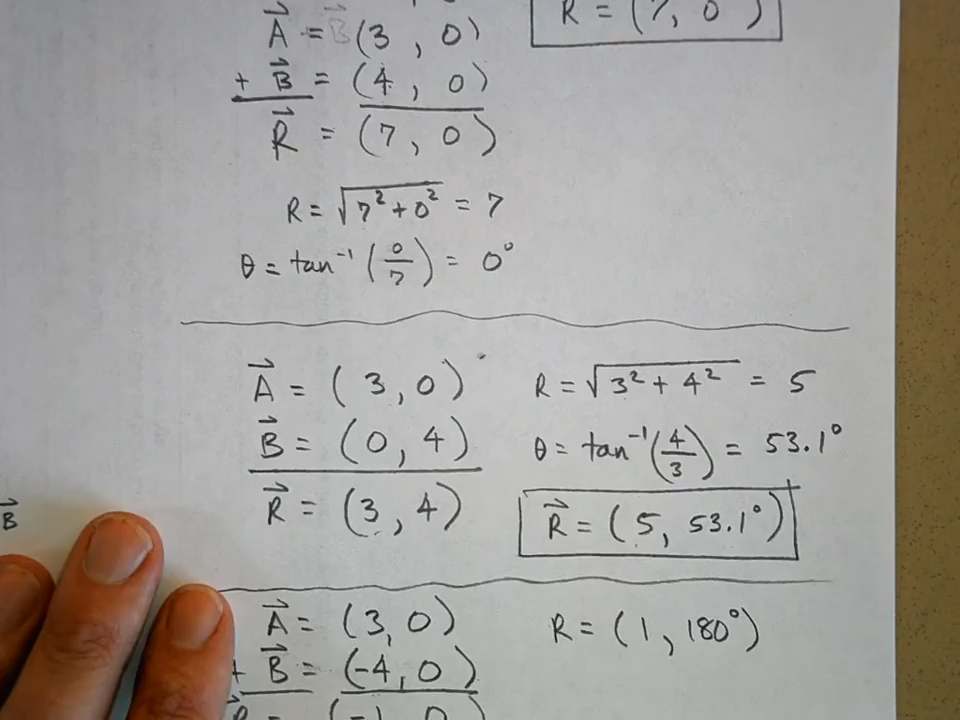 R = (7, 0 )
A⃗ = B⃗ (3 , 0)
+ B⃗ = (4 , 0)
R⃗ = (7 , 0)
R = √7² + 0² = 7
θ = tan⁻¹ (0/7) = 0°
A⃗ = (3, 0)
B⃗ = (0, 4)
R⃗ = (3, 4)
R = √3² + 4² = 5
θ = tan⁻¹(4/3) = 53.1°
R⃗ = (5, 53.1°)
B⃗
A⃗ = (3, 0)
+ B⃗ = (-4, 0)
R = (1, 180°)